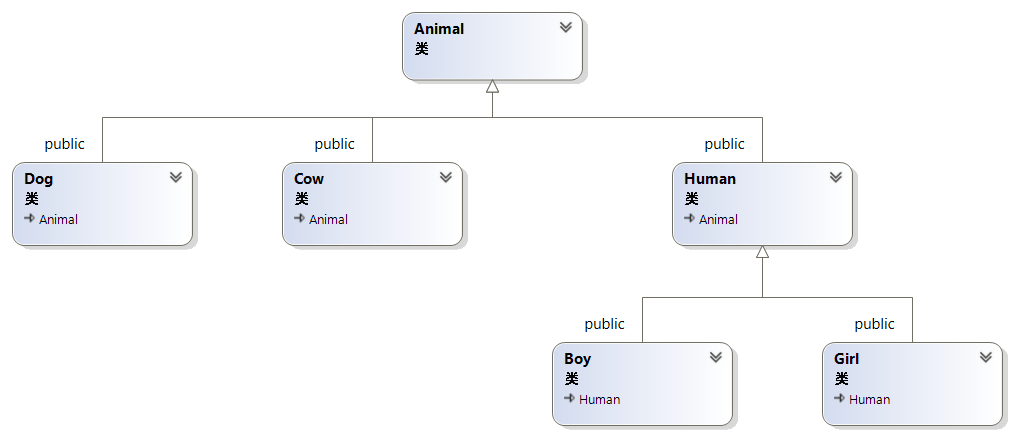 Animal
类
public
public
public
Dog
类
Animal
Cow
类
Animal
Human
类
Animal
public
public
Boy
类
Human
Girl
类
Human